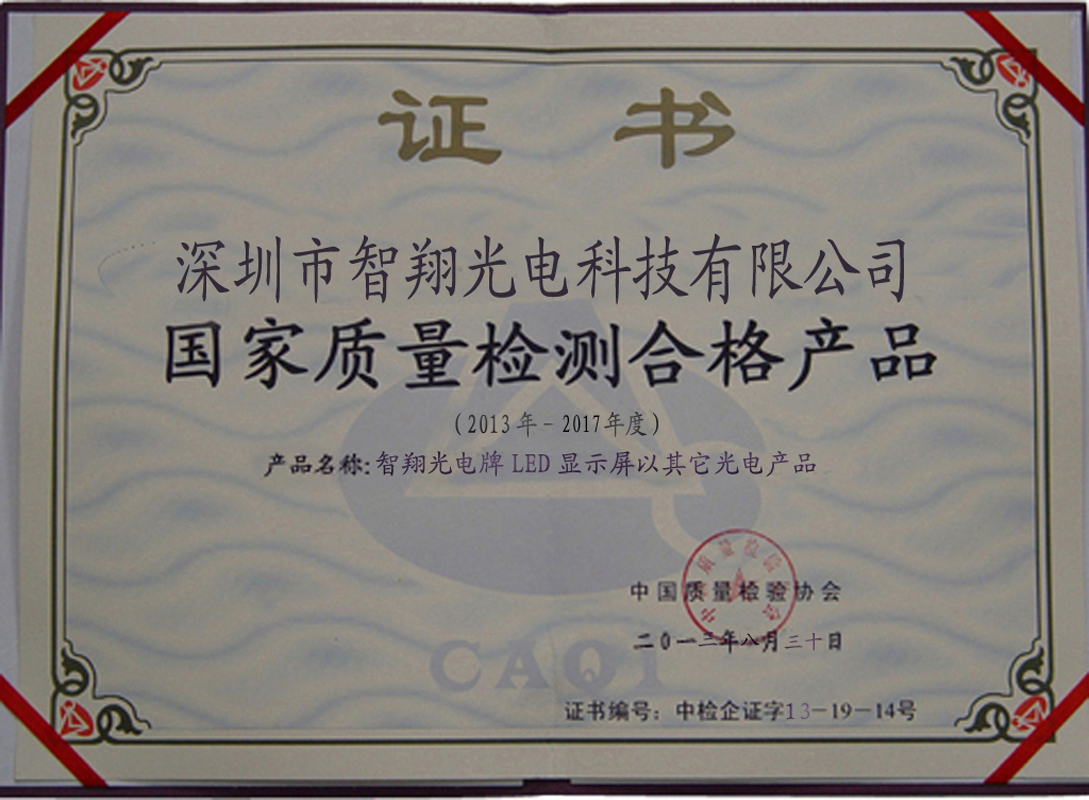 证 书
深圳市智翔光电科技有限公司
国家质量检测合格产品
（2013年－2017年度）
产品名称:智翔光电牌 LED 显示屏以其它光电产品
中国质量检验协会
二0一三年八月三十日
CAQI
证书编号：中检企证字13－19－14号